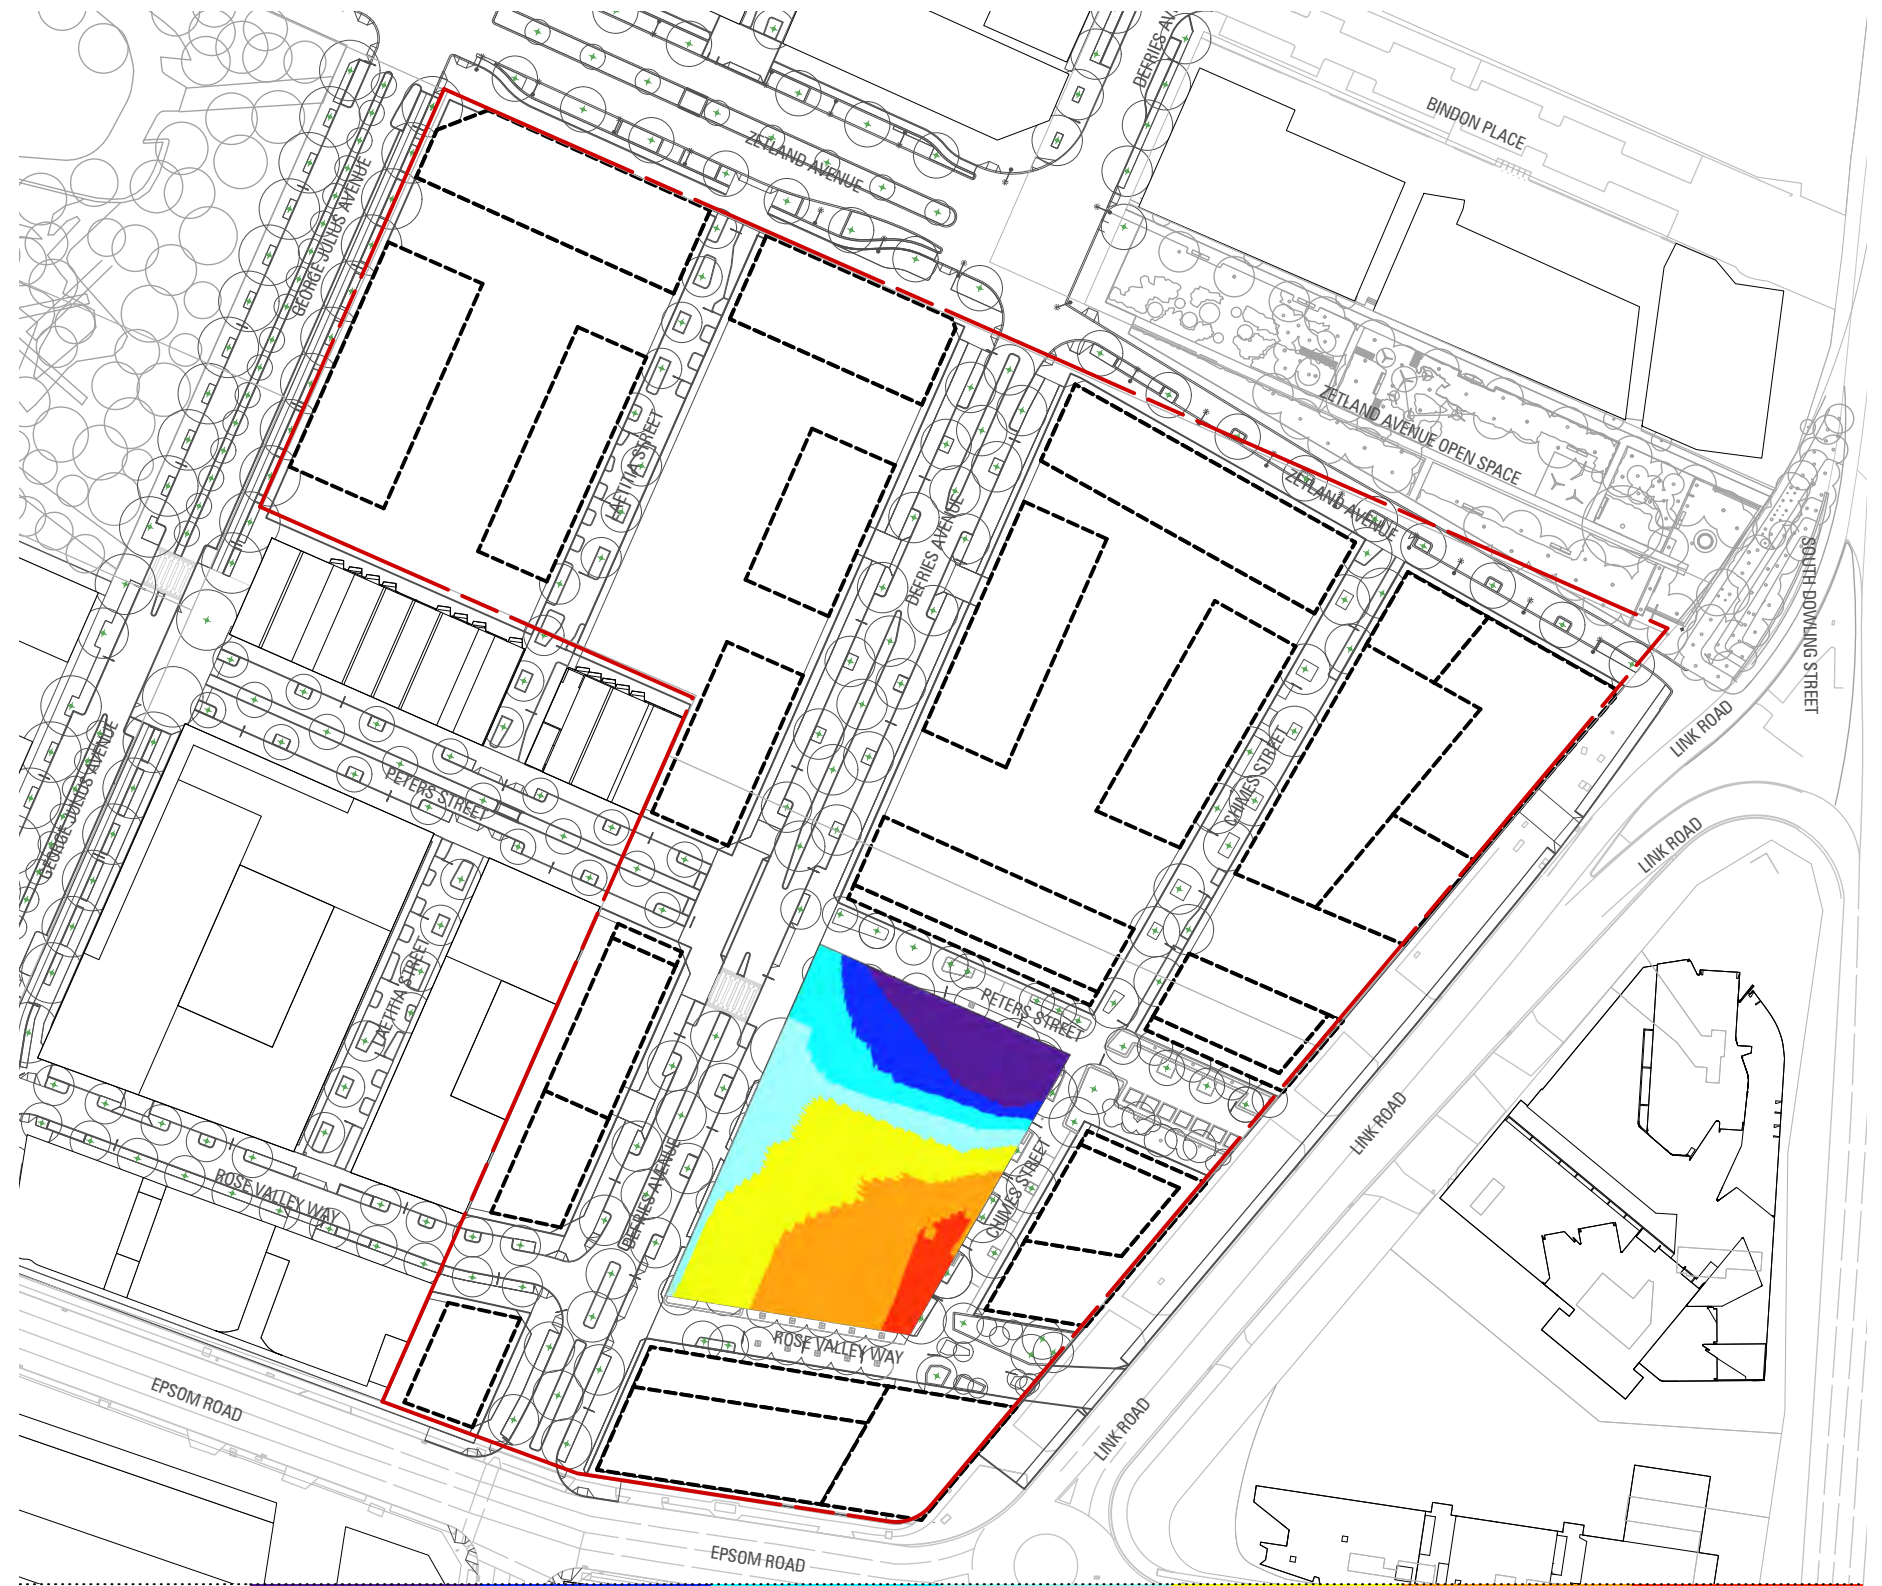 DEFRIES AV
BINDON PLACE
ZETLAND AVENUE
GEORGE JULIUS AVENUE
ZETLAND AVENUE OPEN SPACE
LAETITIA STREET
ZETLAND AVENUE
DEFRIES AVENUE
SOUTH DOWLING STREET
LINK ROAD
GEORGE JULIUS AVENUE
PETERS STREET
CHIMES STREET
LINK ROAD
LAETITIA STREET
PETERS STREET
LINK ROAD
ROSE VALLEY WAY
DEFRIES AVENUE
CHIMES STREET
ROSE VALLEY WAY
EPSOM ROAD
LINK ROAD
EPSOM ROAD